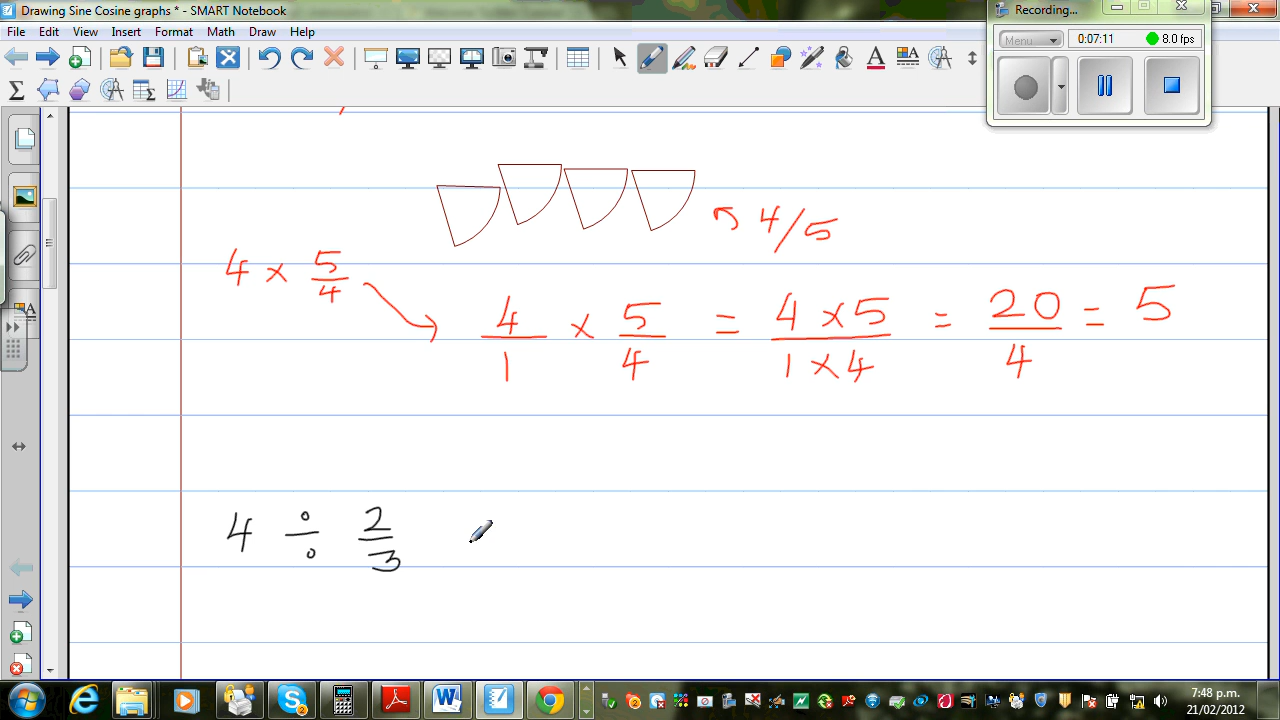 Drawing Sine Cosine graphs * - SMART Notebook
Recording...
File Edit View Insert Format Math Draw Help
Menu
0:07:11
8.0 fps
4/5
4 × 5/4
4/1 × 5/4 = 4 × 5/1 × 4 = 20/4 = 5
4 ÷ 2/3
7:48 p.m.
21/02/2012